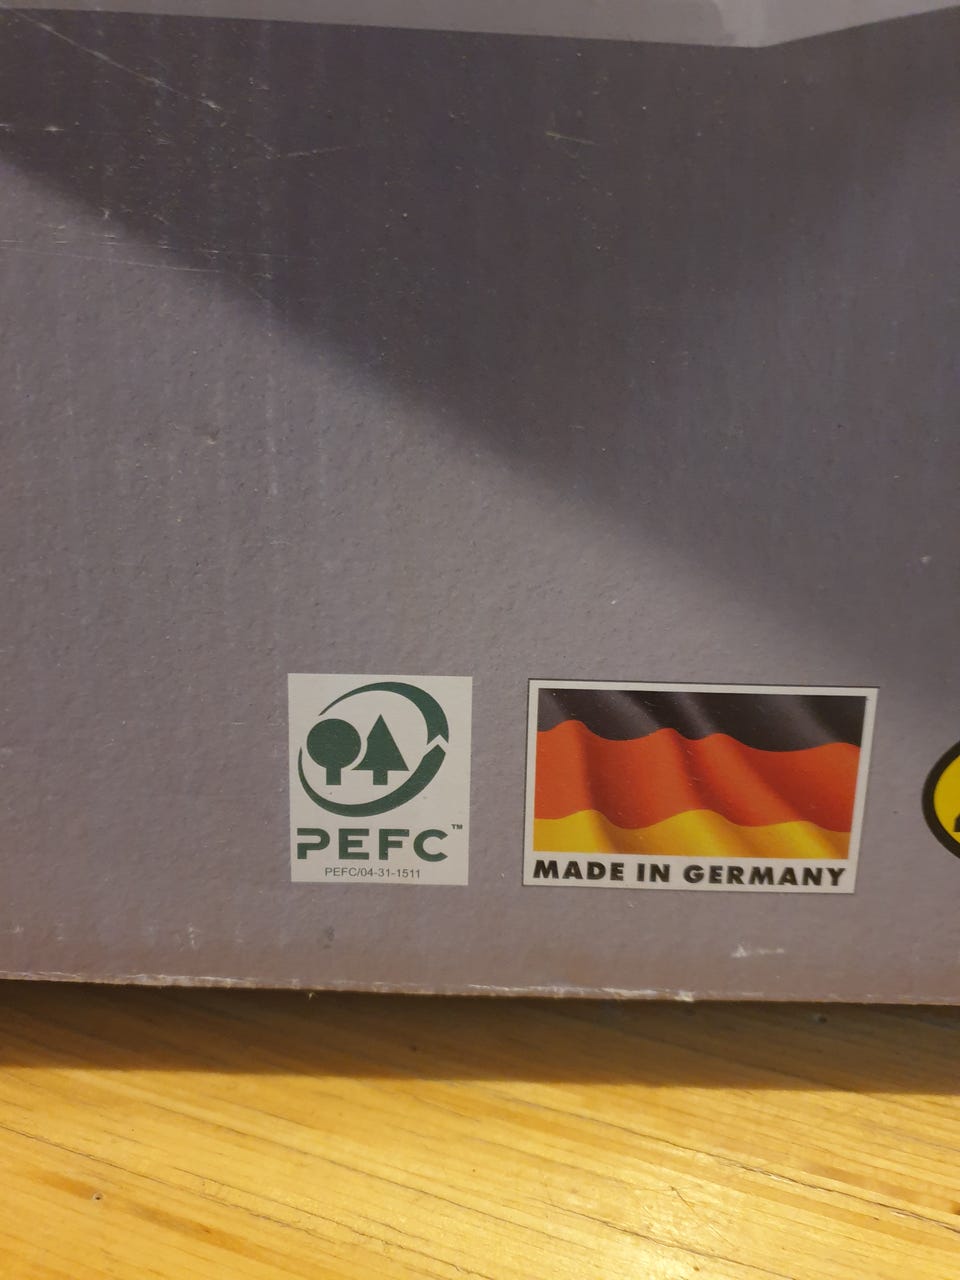 PEFC™
PEFC/04-31-1511
MADE IN GERMANY